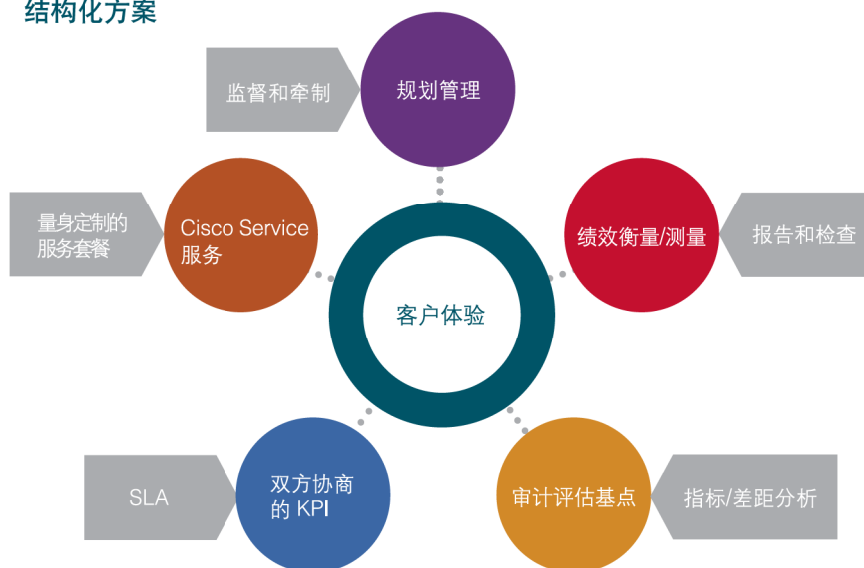 结构化方案
监督和牵制
规划管理
量身定制的
服务套餐
Cisco Service
服务
绩效衡量/测量
报告和检查
客户体验
SLA
双方协商
的 KPI
审计评估基点
指标/差距分析